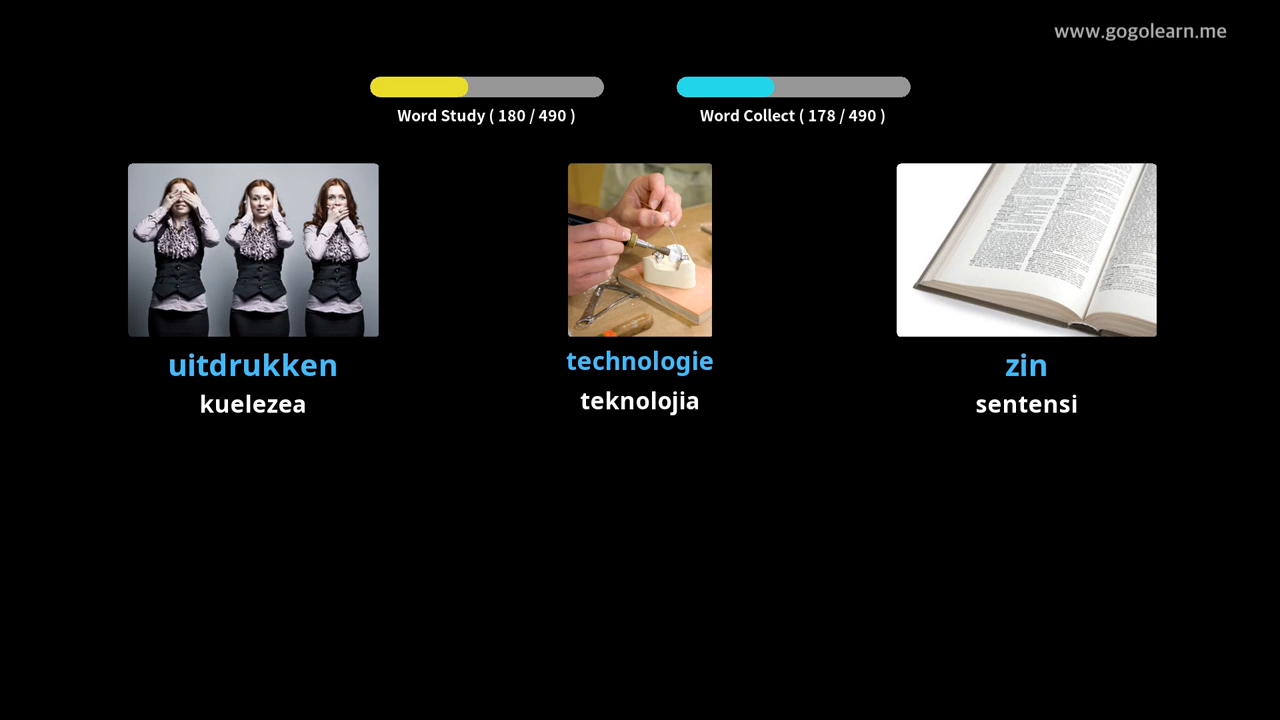 www.gogolearn.me
Word Study ( 180 / 490 )
Word Collect ( 178 / 490 )
uitdrukken
kuelezea
technologie
teknolojia
zin
sentensi